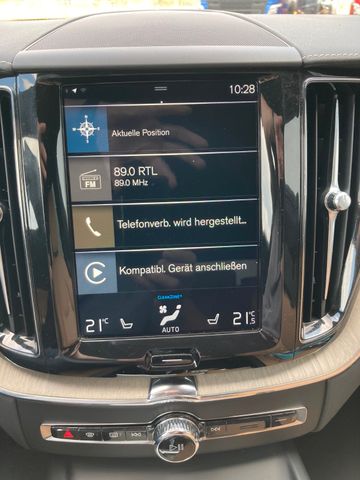 10:28
Aktuelle Position
89.0 RTL
89.0 MHz
FM
Telefonverb. wird hergestellt...
Kompatibl. Gerät anschließen
CLEANZONE
21°C
AUTO
21°C
.5